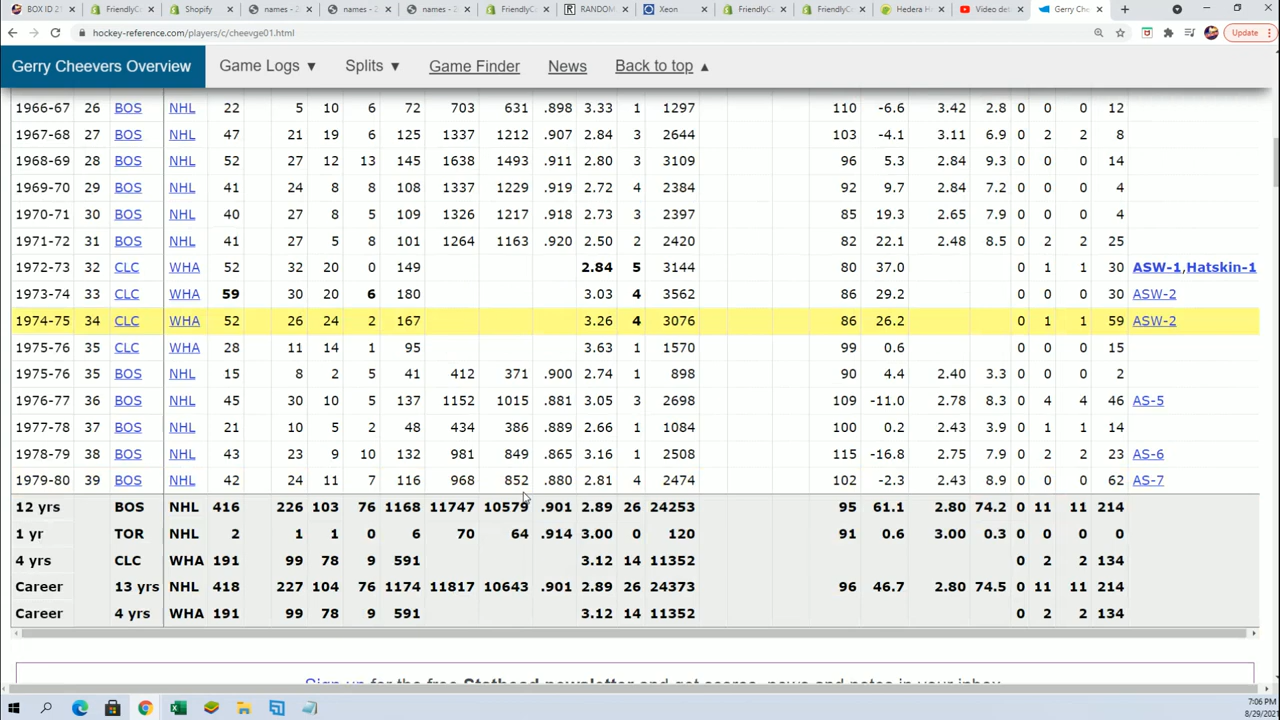 BOX ID 21 FriendlyC Shopify names - 2 names - names - 2 FriendlyC RANDOM Xeon FriendlyC FriendlyC Hedera H Video det Gerry Che
hockey-reference.com/players/c/cheevge01.html Update
Gerry Cheevers Overview Game Logs ▼ Splits ▼ Game Finder News Back to top ▲
1966-67 26 BOS NHL 22 5 10 6 72 703 631 .898 3.33 1 1297 110 -6.6 3.42 2.8 0 0 0 12
1967-68 27 BOS NHL 47 21 19 6 125 1337 1212 .907 2.84 3 2644 103 -4.1 3.11 6.9 0 2 2 8
1968-69 28 BOS NHL 52 27 12 13 145 1638 1493 .911 2.80 3 3109 96 5.3 2.84 9.3 0 0 0 14
1969-70 29 BOS NHL 41 24 8 8 108 1337 1229 .919 2.72 4 2384 92 9.7 2.84 7.2 0 0 0 4
1970-71 30 BOS NHL 40 27 8 5 109 1326 1217 .918 2.73 3 2397 85 19.3 2.65 7.9 0 0 0 4
1971-72 31 BOS NHL 41 27 5 8 101 1264 1163 .920 2.50 2 2420 82 22.1 2.48 8.5 0 2 2 25
1972-73 32 CLC WHA 52 32 20 0 149 2.84 5 3144 80 37.0 0 1 1 30 ASW-1,Hatskin-1
1973-74 33 CLC WHA 59 30 20 6 180 3.03 4 3562 86 29.2 0 0 0 30 ASW-2
1974-75 34 CLC WHA 52 26 24 2 167 3.26 4 3076 86 26.2 0 1 1 59 ASW-2
1975-76 35 CLC WHA 28 11 14 1 95 3.63 1 1570 99 0.6 0 0 0 15
1975-76 35 BOS NHL 15 8 2 5 41 412 371 .900 2.74 1 898 90 4.4 2.40 3.3 0 0 0 2
1976-77 36 BOS NHL 45 30 10 5 137 1152 1015 .881 3.05 3 2698 109 -11.0 2.78 8.3 0 4 4 46 AS-5
1977-78 37 BOS NHL 21 10 5 2 48 434 386 .889 2.66 1 1084 100 0.2 2.43 3.9 0 1 1 14
1978-79 38 BOS NHL 43 23 9 10 132 981 849 .865 3.16 1 2508 115 -16.8 2.75 7.9 0 2 2 23 AS-6
1979-80 39 BOS NHL 42 24 11 7 116 968 852 .880 2.81 4 2474 102 -2.3 2.43 8.9 0 0 0 62 AS-7
12 yrs BOS NHL 416 226 103 76 1168 11747 10579 .901 2.89 26 24253 95 61.1 2.80 74.2 0 11 11 214
1 yr TOR NHL 2 1 1 0 6 70 64 .914 3.00 0 120 91 0.6 3.00 0.3 0 0 0 0
4 yrs CLC WHA 191 99 78 9 591 3.12 14 11352 0 2 2 134
Career 13 yrs NHL 418 227 104 76 1174 11817 10643 .901 2.89 26 24373 96 46.7 2.80 74.5 0 11 11 214
Career 4 yrs WHA 191 99 78 9 591 3.12 14 11352 0 2 2 134
Sign up for the free Stathead newsletter and get scores, news and notes in your inbox
7:06 PM
8/29/2021